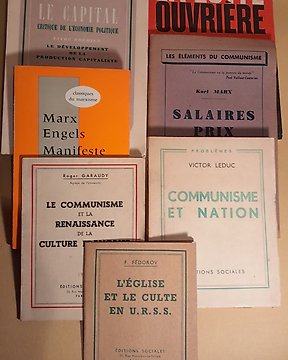 LE CAPITAL
CRITIQUE DE L'ÉCONOMIE POLITIQUE
LE DÉVELOPPEMENT
DE LA
PRODUCTION CAPITALISTE
OUVRIÈRE
classiques
du marxisme
Marx
Engels
Manifeste
LES ÉLÉMENTS DU COMMUNISME
Karl MARX
SALAIRES
PRIX
Roger GARAUDY
LE COMMUNISME
ET LA
RENAISSANCE
DE LA
CULTURE
ÉDITIONS
PROBLÈMES
VICTOR LEDUC
COMMUNISME
ET NATION
ÉDITIONS SOCIALES
F. FÉDOROV
L'ÉGLISE
ET LE CULTE
EN U.R.S.S.
ÉDITIONS SOCIALES